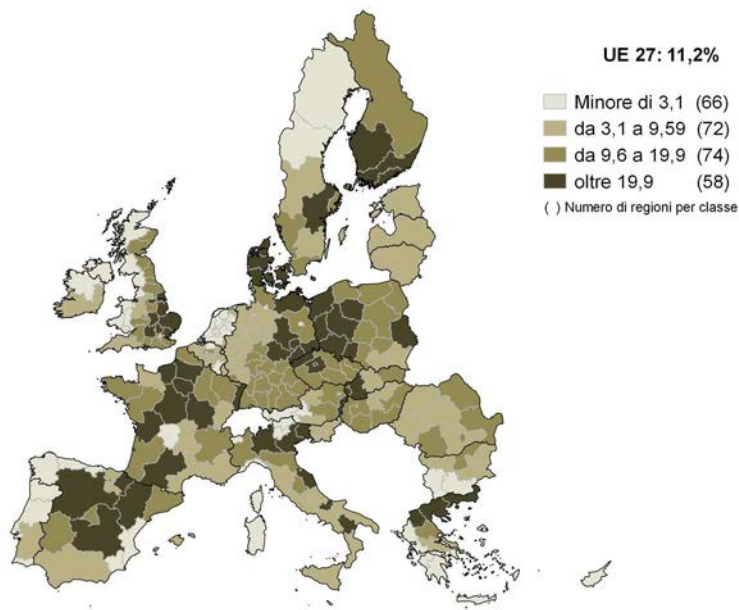 UE 27: 11,2%
Minore di 3,1 (66)
da 3,1 a 9,59 (72)
da 9,6 a 19,9 (74)
oltre 19,9 (58)
( ) Numero di regioni per classe